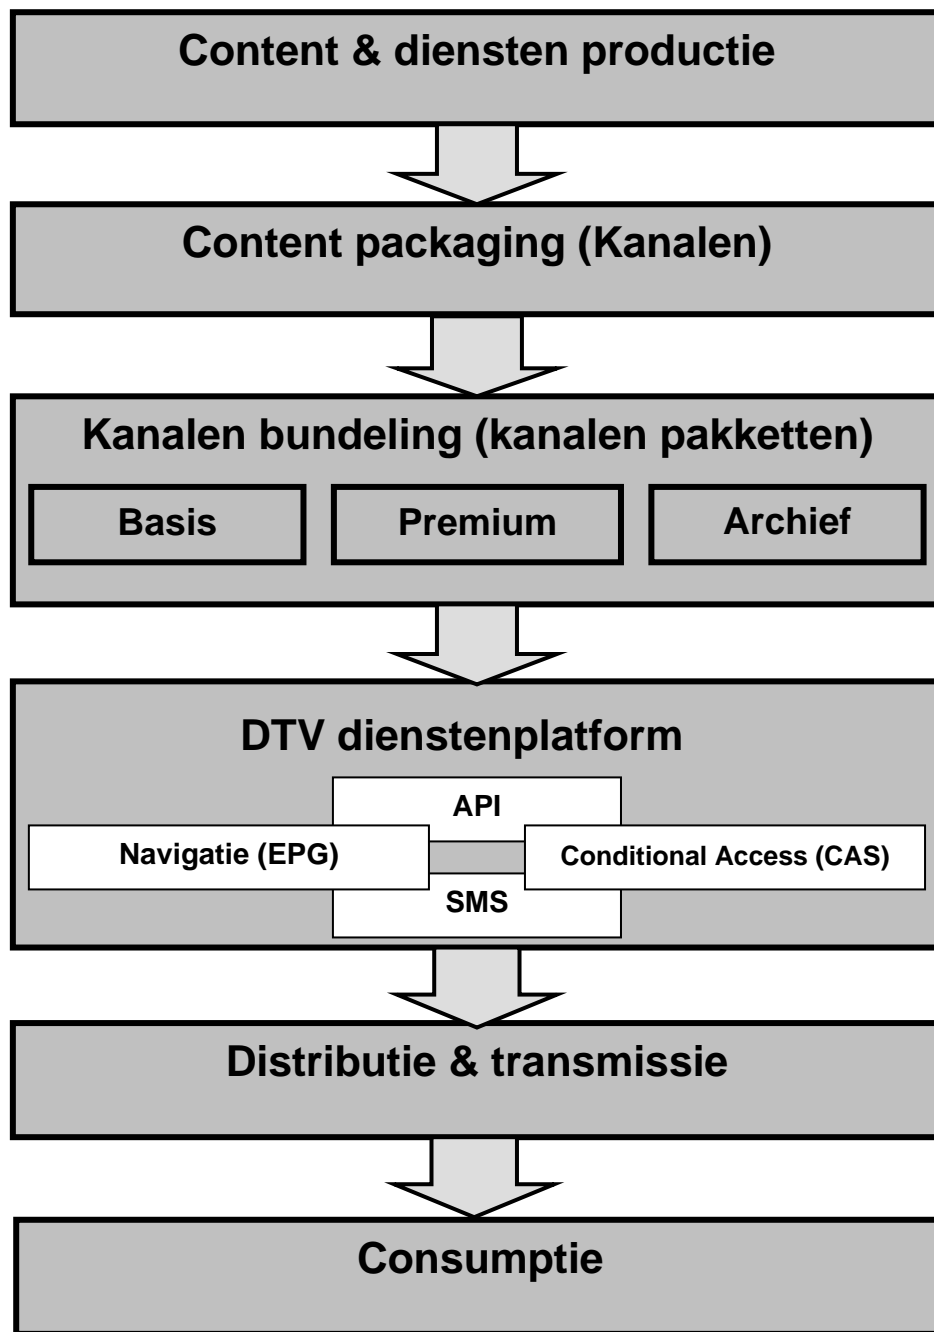 Content & diensten productie
Content packaging (Kanalen)
Kanalen bundeling (kanalen pakketten)
Basis
Premium
Archief
DTV dienstenplatform
API
Navigatie (EPG)
Conditional Access (CAS)
SMS
Distributie & transmissie
Consumptie